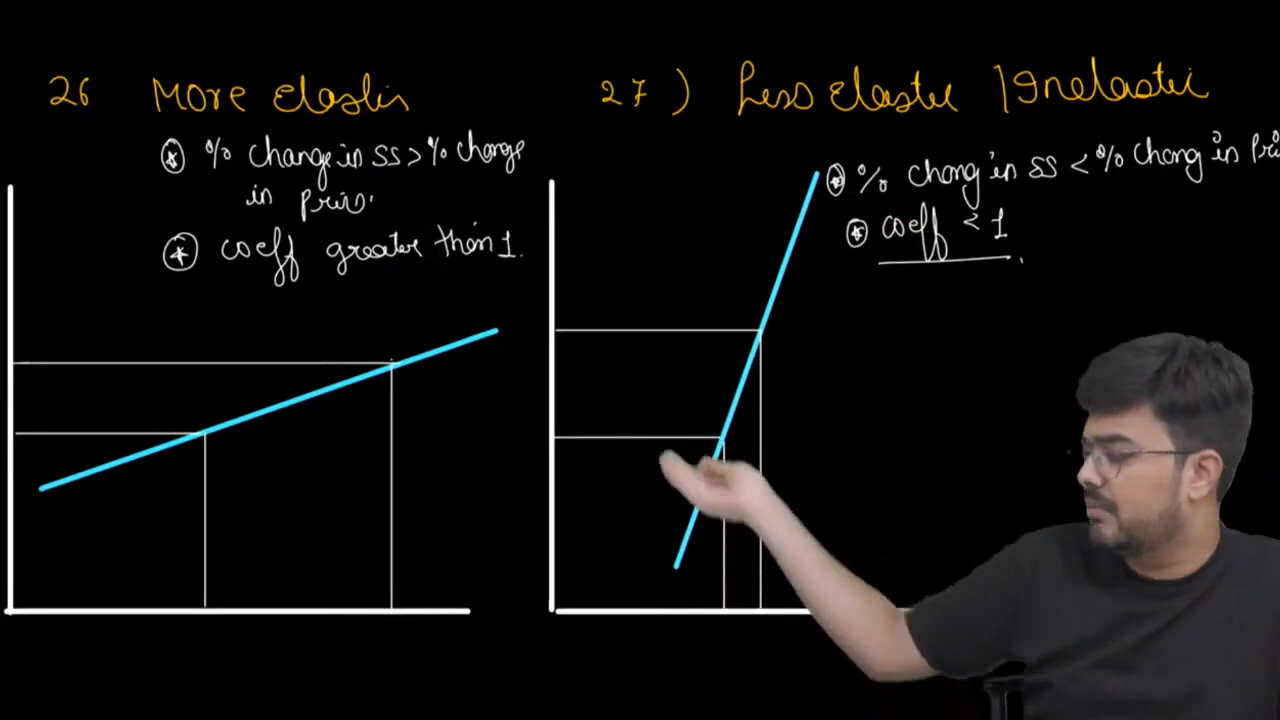 26 More elastic
% change in SS > % change
in price.
coeff greater than 1.
27) Less elastic / Inelastic
% chang in SS < % chang in pri
coeff < 1